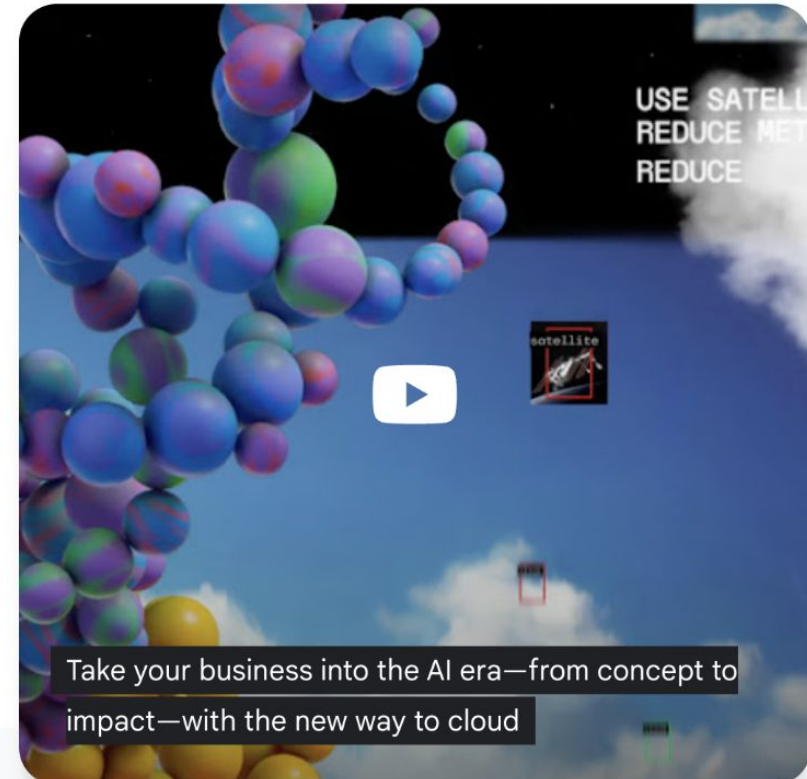 USE SATELL
REDUCE MET
REDUCE
satellite
Take your business into the AI era—from concept to
impact—with the new way to cloud